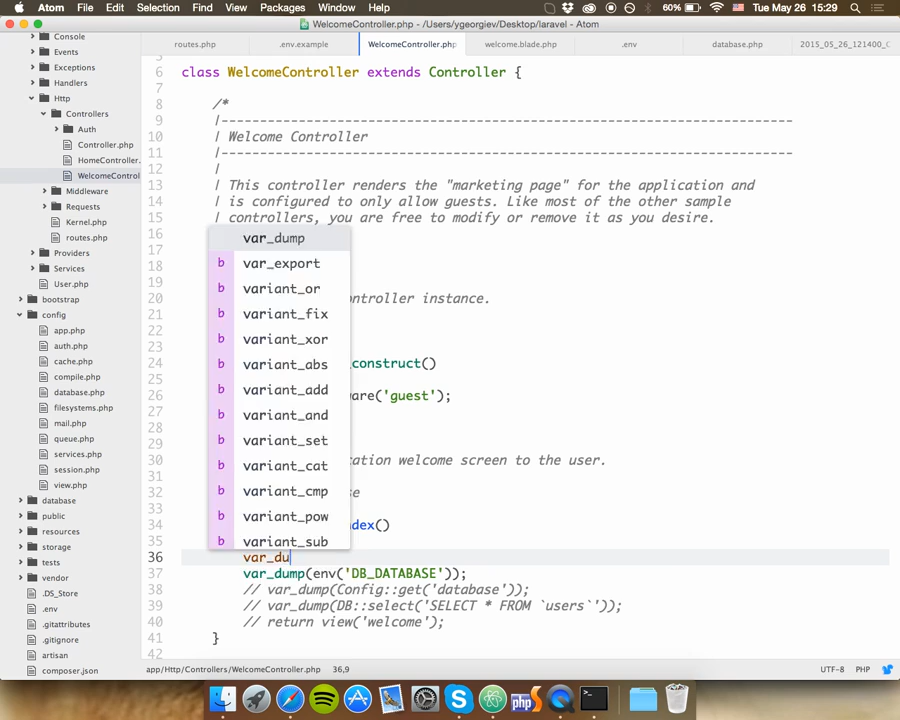 Atom File Edit Selection Find View Packages Window Help 60% Tue May 26 15:29
WelcomeController.php - /Users/ygeorgiev/Desktop/laravel - Atom
routes.php .env.example WelcomeController.php welcome.blade.php .env database.php 2015_05_26_121400_
Console
Events
Exceptions
Handlers
Http
Controllers
Auth
Controller.php
HomeController.
WelcomeControl
Middleware
Requests
Kernel.php
routes.php
Providers
Services
User.php
bootstrap
config
app.php
auth.php
cache.php
compile.php
database.php
filesystems.php
mail.php
queue.php
services.php
session.php
view.php
database
public
resources
storage
tests
vendor
.DS_Store
.env
.gitattributes
.gitignore
artisan
composer.json
6 class WelcomeController extends Controller {
7
8 /*
9 |--------------------------------------------------------------------------
10 | Welcome Controller
11 |--------------------------------------------------------------------------
12 |
13 | This controller renders the "marketing page" for the application and
14 | is configured to only allow guests. Like most of the other sample
15 | controllers, you are free to modify or remove it as you desire.
16
17
18
19
20 ontroller instance.
21
22
23
24 construct()
25
26 are('guest');
27
28
29
30 cation welcome screen to the user.
31
32 se
33
34 ndex()
35
36 var_du
37 var_dump(env('DB_DATABASE'));
38 // var_dump(Config::get('database'));
39 // var_dump(DB::select('SELECT * FROM `users`'));
40 // return view('welcome');
41 }
42
var_dump
b var_export
b variant_or
b variant_fix
b variant_xor
b variant_abs
b variant_add
b variant_and
b variant_set
b variant_cat
b variant_cmp
b variant_pow
b variant_sub
app/Http/Controllers/WelcomeController.php 36,9 UTF-8 PHP
php